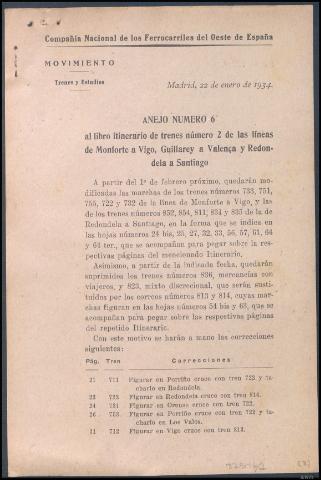 Compañía Nacional de los Ferrocarriles del Oeste de España
MOVIMIENTO
Trenes y Estudios
Madrid, 22 de enero de 1934.
ANEJO NUMERO 6
al libro itinerario de trenes número 2 de las líneas
de Monforte a Vigo, Guillarey a Valença y Redon-
dela a Santiago
A partir del 1º de febrero próximo, quedarán mo-
dificadas las marchas de los trenes números 733, 751,
755, 722 y 732 de la línea de Monforte a Vigo, y las
de los trenes números 852, 854, 811, 831 y 835 de la de
Redondela a Santiago, en la forma que se indica en
las hojas números 24 bis, 25, 27, 32, 33, 56, 57, 61, 64
y 64 ter., que se acompañan para pegar sobre la res-
pectivas páginas del mencionado Itinerario.
Asimismo, a partir de la indicada fecha, quedarán
suprimidos los trenes números 826, mercancías con
viajeros, y 823, mixto discrecional, que serán susti-
tuídos por los correos números 813 y 814, cuyas mar-
chas figuran en las hojas números 54 bis y 63, que se
acompañan para pegar sobre las respectivas páginas
del repetido Itinerario.
Con este motivo se harán a mano las correcciones
siguientes:
Pág. Tren Correcciones
21 711 Figurar en Porriño cruce con tren 722 y ta-
charlo en Redondela.
23 723 Figurar en Redondela cruce con tren 814.
24 731 Figurar en Orense cruce con tren 722.
26 753 Figurar en Porriño cruce con tren 722 y ta-
charlo en Los Valos.
31 712 Figurar en Vigo cruce con tren 813.